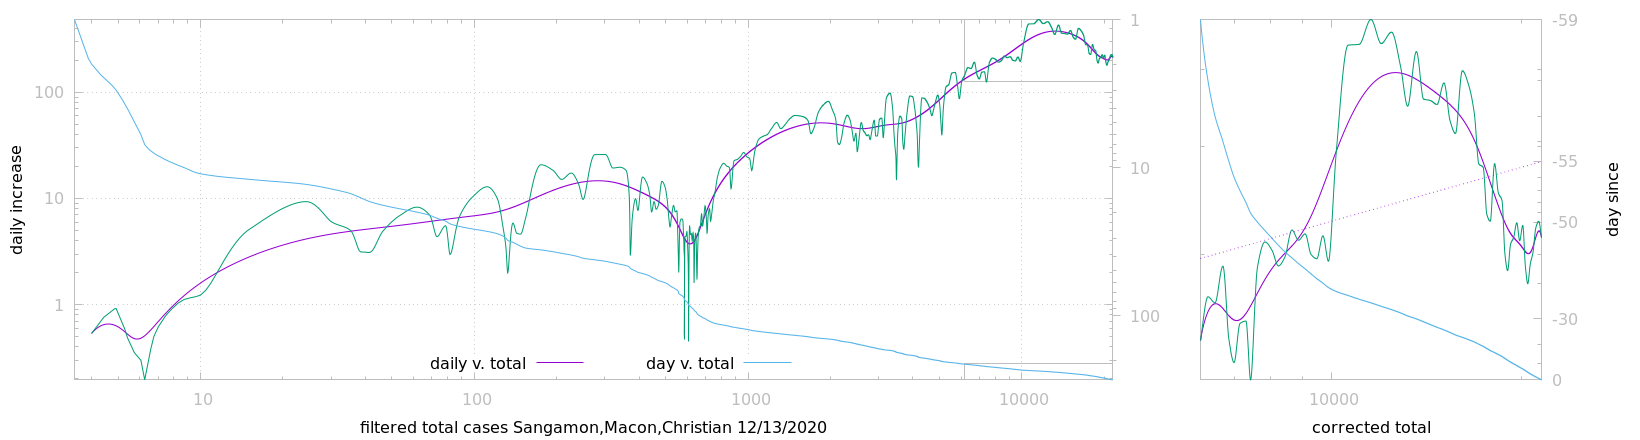 1
-59
100
daily increase
10
-55
day since
10
-50
1
100
-30
daily v. total
day v. total
0
10
100
1000
10000
10000
filtered total cases Sangamon,Macon,Christian 12/13/2020
corrected total